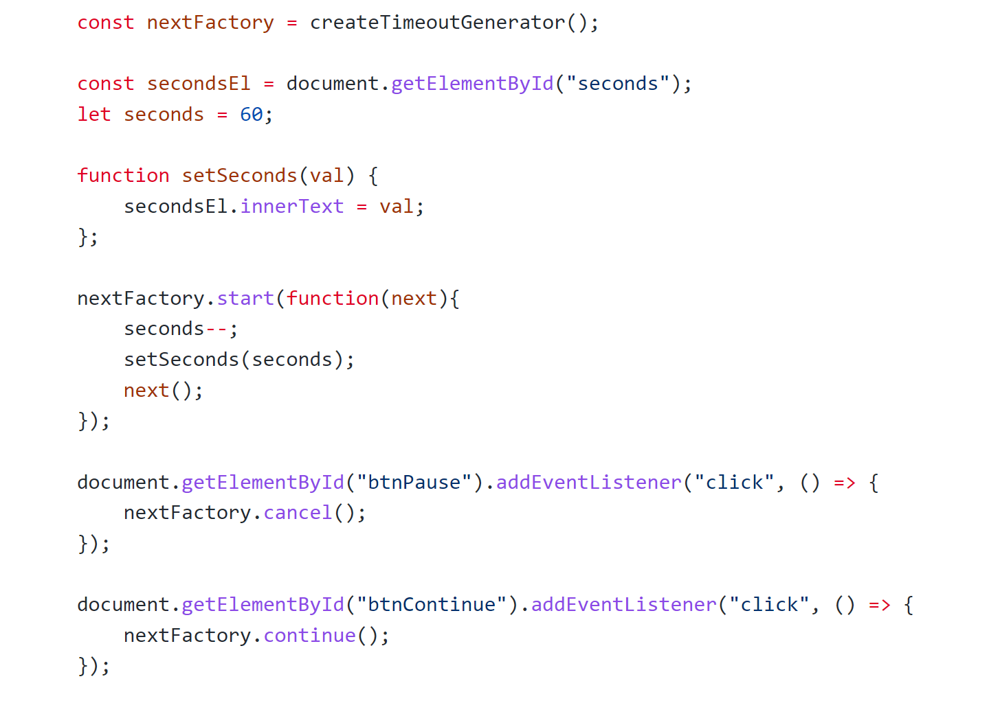 const nextFactory = createTimeoutGenerator();

const secondsEl = document.getElementById("seconds");
let seconds = 60;

function setSeconds(val) {
    secondsEl.innerText = val;
};

nextFactory.start(function(next){
    seconds--;
    setSeconds(seconds);
    next();
});

document.getElementById("btnPause").addEventListener("click", () => {
    nextFactory.cancel();
});

document.getElementById("btnContinue").addEventListener("click", () => {
    nextFactory.continue();
});